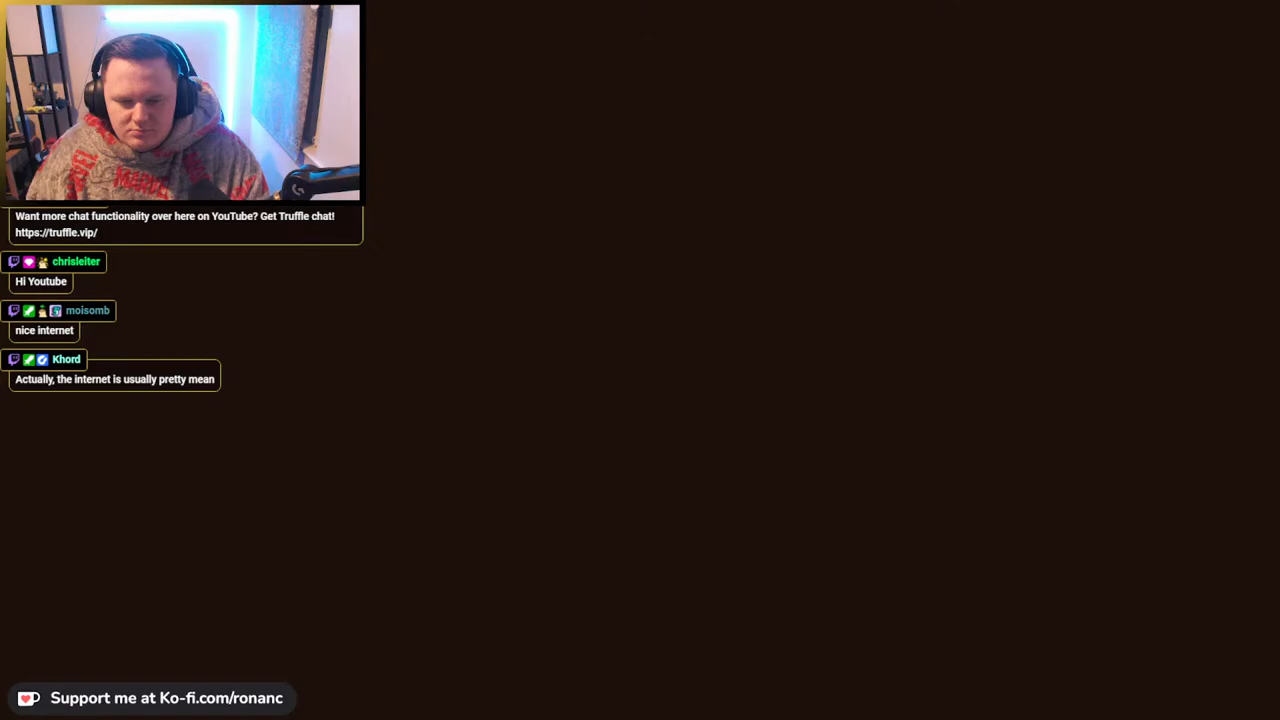 Want more chat functionality over here on YouTube? Get Truffle chat!
https://truffle.vip/
chrisleiter
Hi Youtube
moisomb
nice internet
Khord
Actually, the internet is usually pretty mean
Support me at Ko-fi.com/ronanc